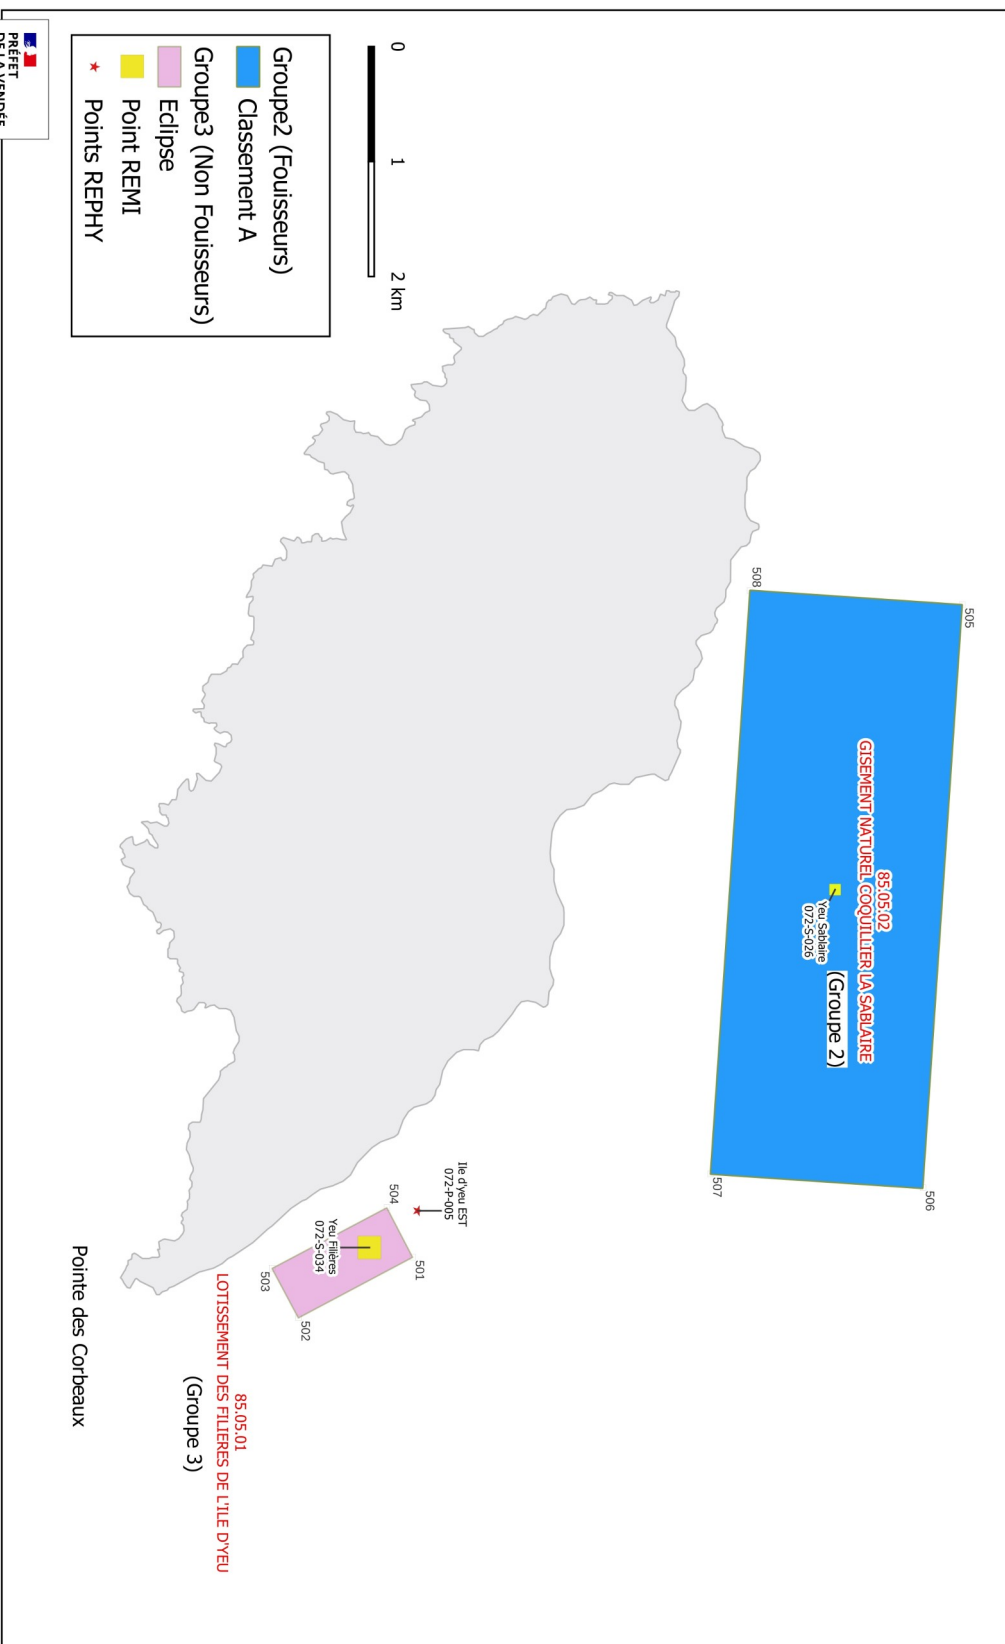 505
506
508
507
85.05.02
GISEMENT NATUREL COQUILLIER LA SABLAIRE
(Groupe 2)
Yeu Sablaire
072-S-026
Ile d'yeu EST
072-P-005
504
501
Yeu Filières
072-S-034
503
502
85.05.01
LOTISSEMENT DES FILIERES DE L'ILE D'YEU
(Groupe 3)
Pointe des Corbeaux
0
1
2 km
Groupe2 (Fouisseurs)
Classement A
Groupe3 (Non Fouisseurs)
Eclipse
Point REMI
Points REPHY
PRÉFET
DE LA VENDÉE